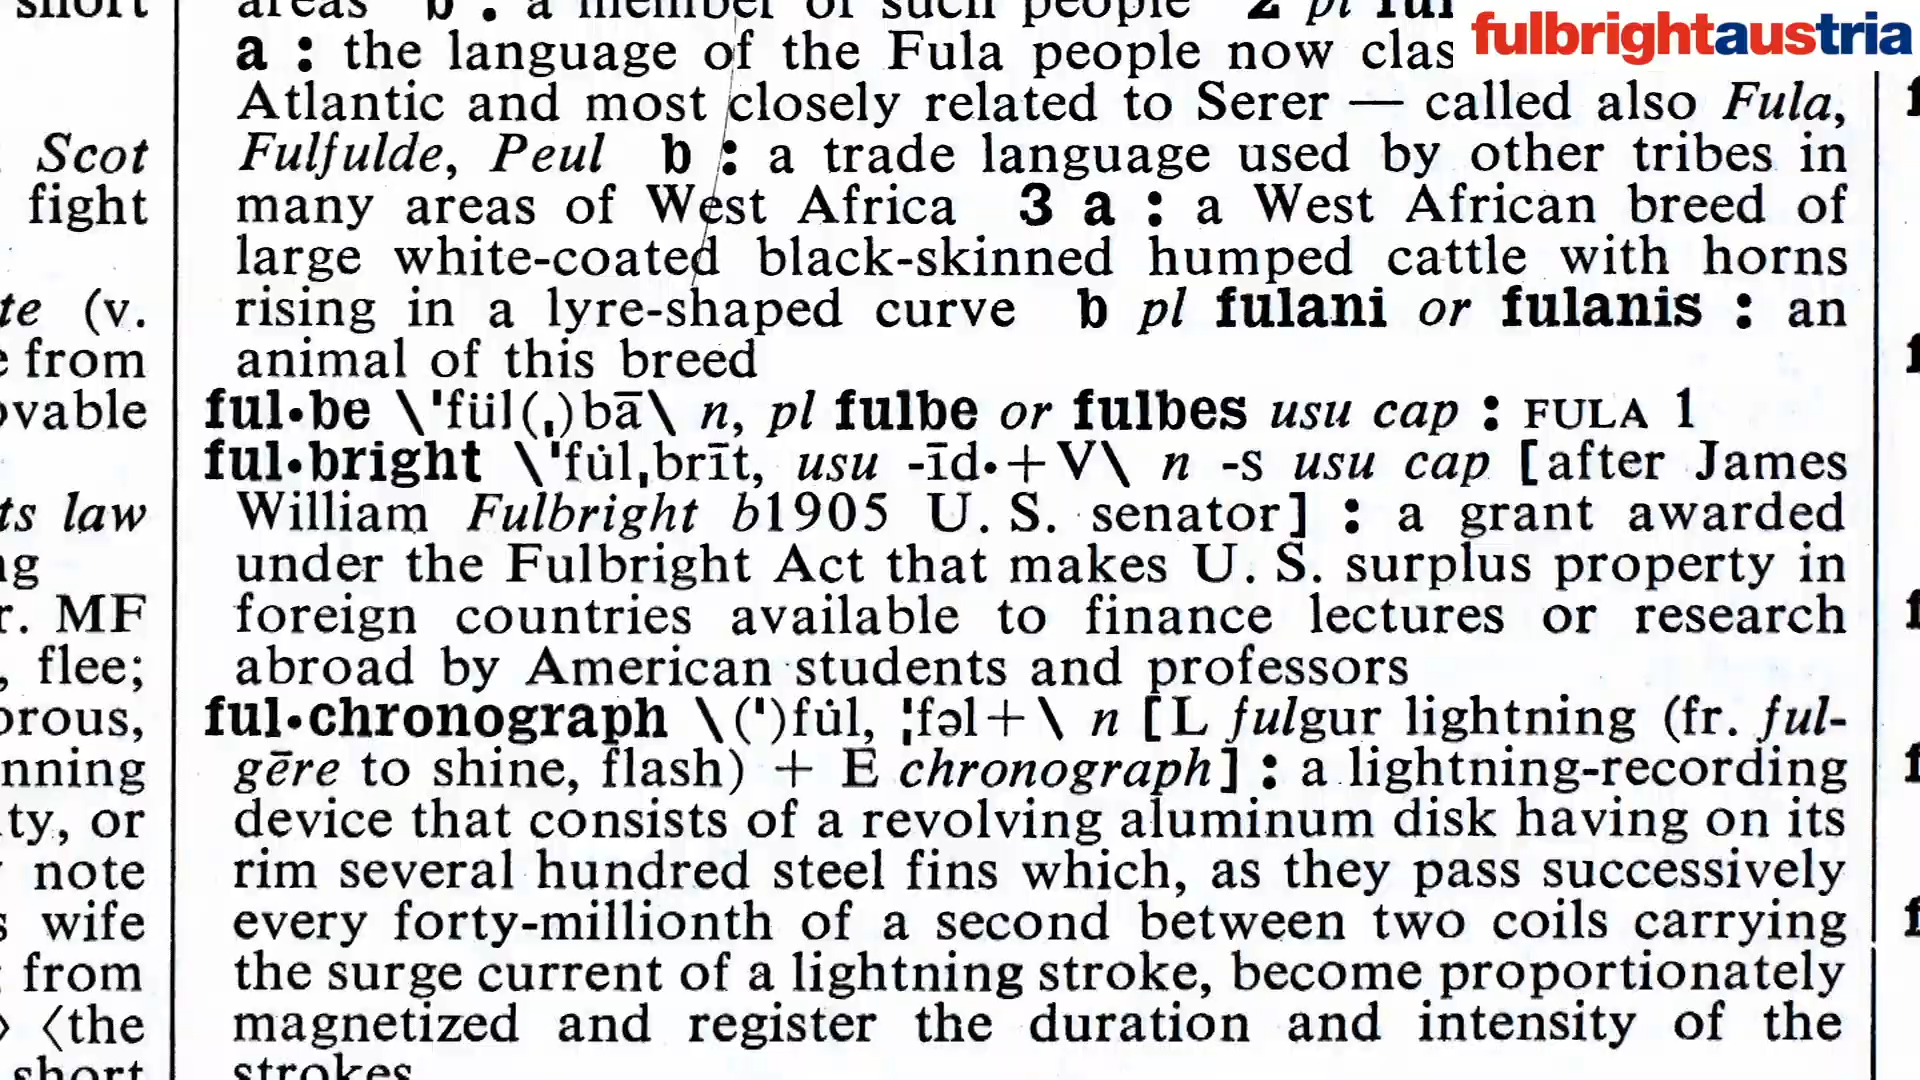 short
Scot
fight
te (v.
from
ovable
ts law
r. MF
, flee;
orous,
nning
ty, or
note
wife
from
⟨the
short
areas b : a member of such people 2 pl
a : the language of the Fula people now clas
Atlantic and most closely related to Serer — called also Fula,
Fulfulde, Peul b : a trade language used by other tribes in
many areas of West Africa 3 a : a West African breed of
large white-coated black-skinned humped cattle with horns
rising in a lyre-shaped curve b pl fulani or fulanis : an
animal of this breed
ful•be \ˈfül(ˌ)bā\ n, pl fulbe or fulbes usu cap : FULA 1
ful•bright \ˈfu̇lˌbrīt, usu -īd•+V\ n -s usu cap [after James
William Fulbright b1905 U. S. senator] : a grant awarded
under the Fulbright Act that makes U. S. surplus property in
foreign countries available to finance lectures or research
abroad by American students and professors
ful•chronograph \(ˈ)fu̇l, ¦fəl+\ n [L fulgur lightning (fr. ful-
gēre to shine, flash) + E chronograph] : a lightning-recording
device that consists of a revolving aluminum disk having on its
rim several hundred steel fins which, as they pass successively
every forty-millionth of a second between two coils carrying
the surge current of a lightning stroke, become proportionately
magnetized and register the duration and intensity of the
strokes
fulbrightaustria